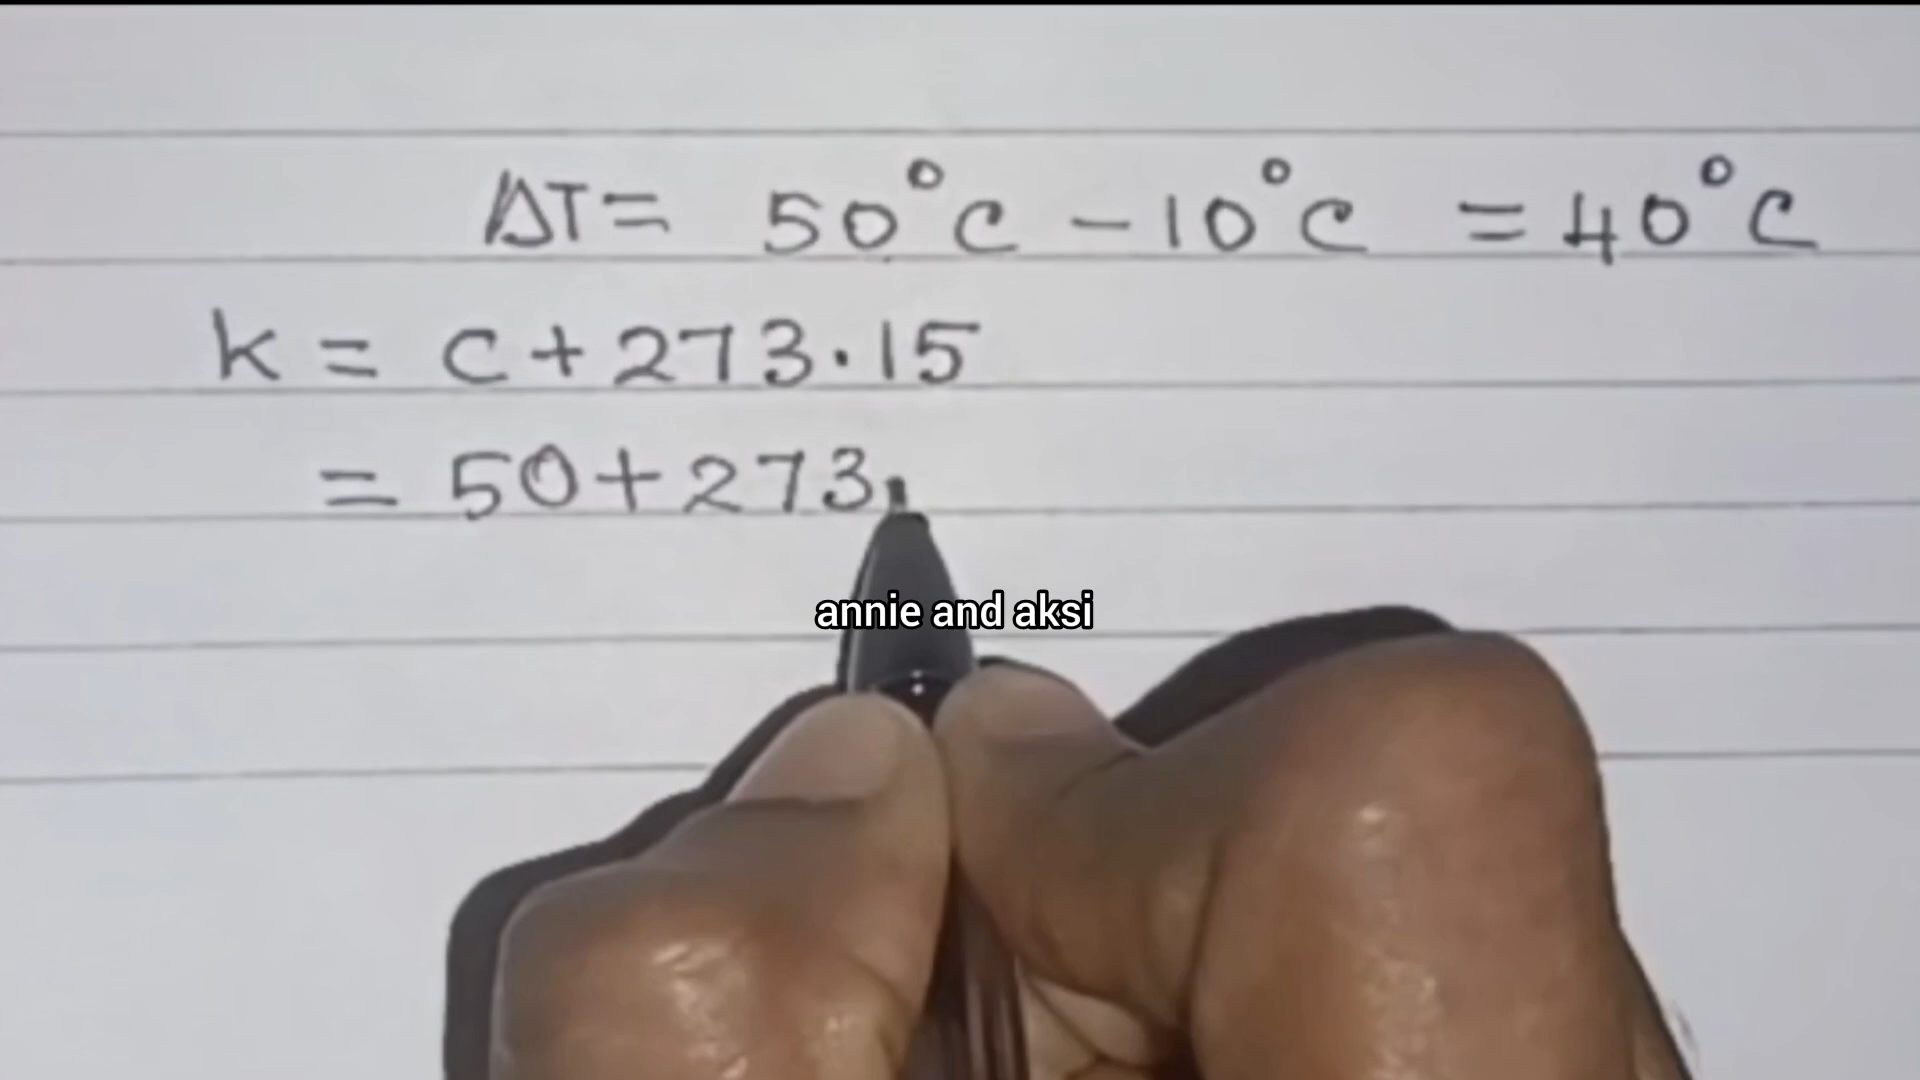 ΔT = 50°C - 10°C = 40°C
k = c + 273.15
= 50 + 273.
annie and aksi